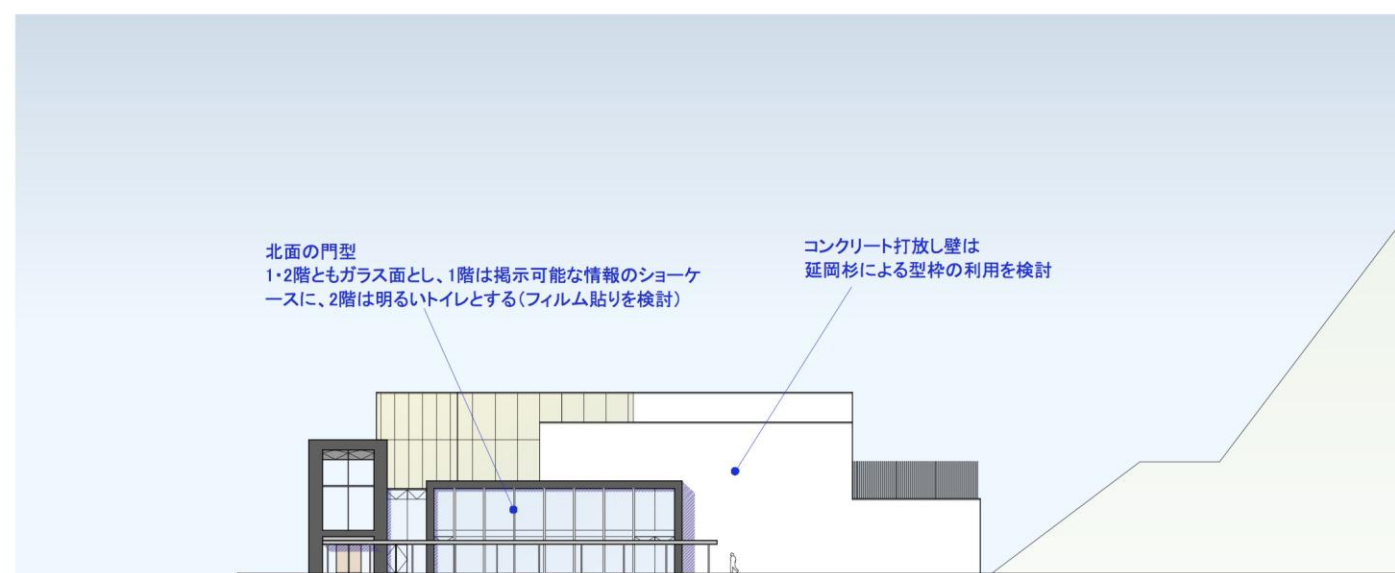 北面の門型
1・2階ともガラス面とし、1階は掲示可能な情報のショーケ
ースに、2階は明るいトイレとする(フィルム貼りを検討)
コンクリート打放し壁は
延岡杉による型枠の利用を検討